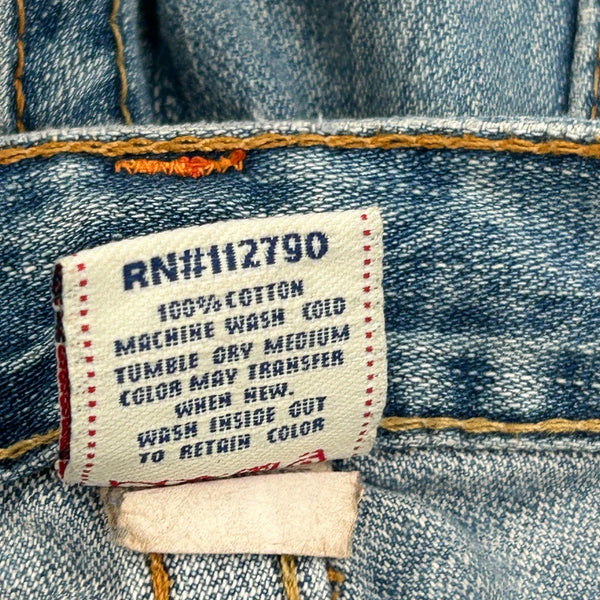 RN#112790
100% COTTON
MACHINE WASH COLD
TUMBLE DRY MEDIUM
COLOR MAY TRANSFER
WHEN NEW.
WASH INSIDE OUT
TO RETAIN COLOR